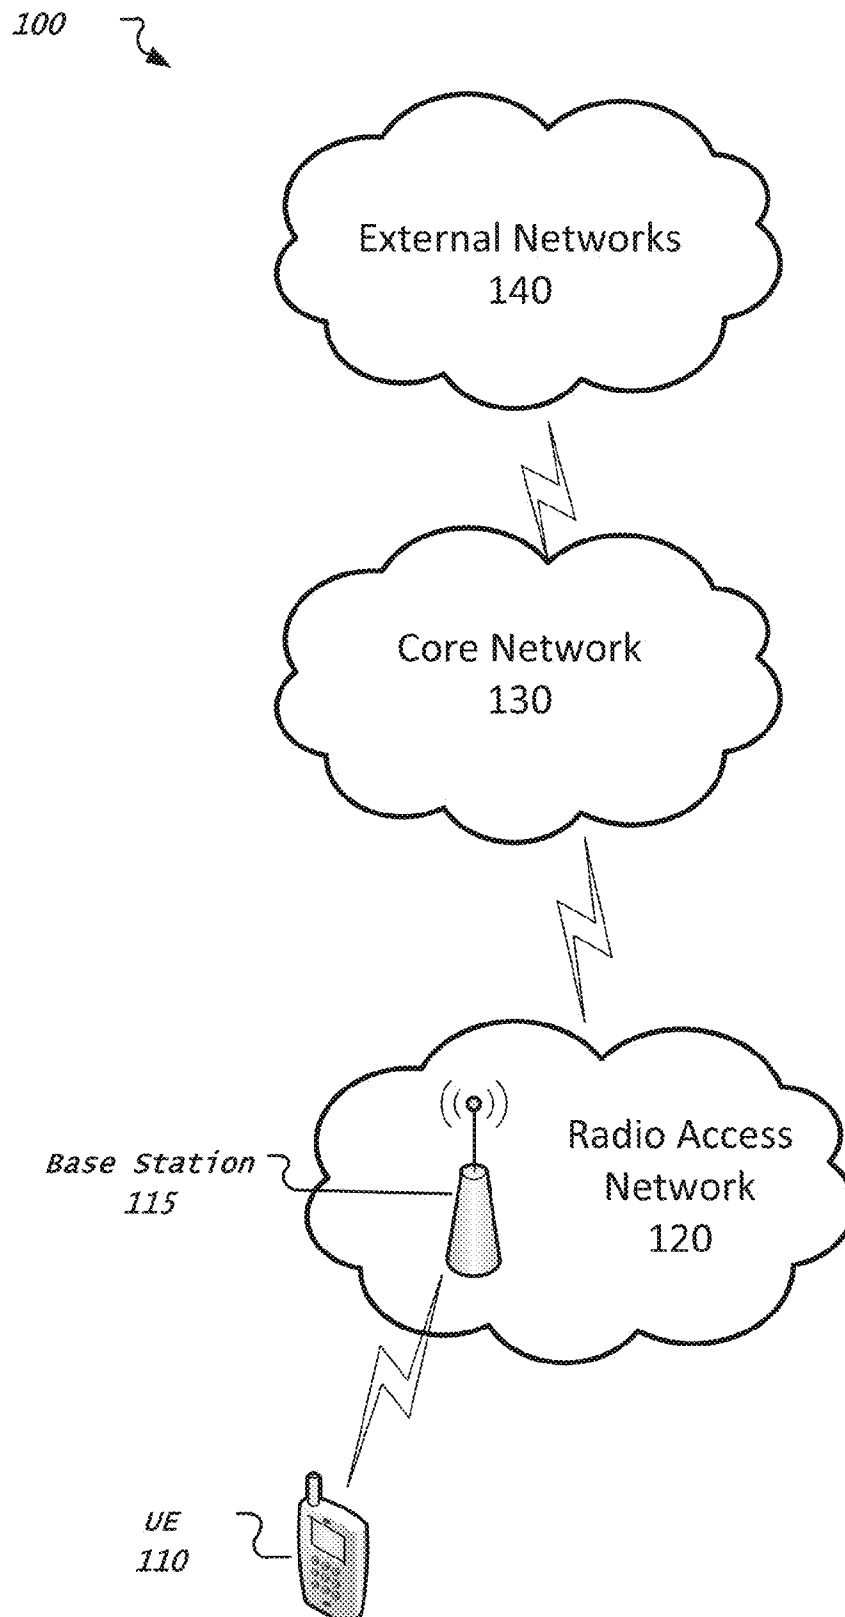 100
External Networks
140
Core Network
130
Radio Access
Network
120
Base Station
115
UE
110